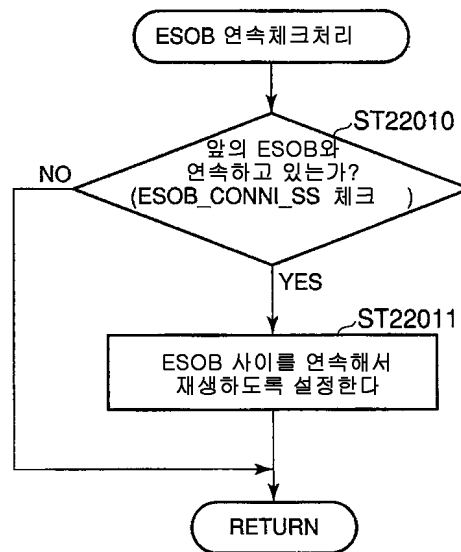 ESOB 연속체크처리
ST22010
앞의 ESOB와
연속하고 있는가?
(ESOB_CONNI_SS 체크 )
NO
YES
ST22011
ESOB 사이를 연속해서
재생하도록 설정한다
RETURN